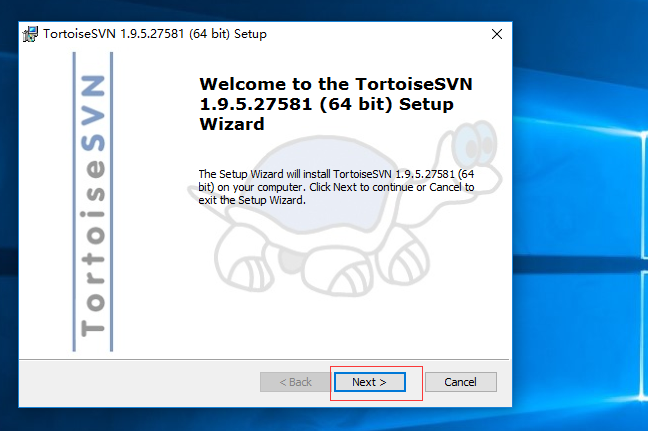 TortoiseSVN 1.9.5.27581 (64 bit) Setup
TortoiseSVN
Welcome to the TortoiseSVN
1.9.5.27581 (64 bit) Setup
Wizard
The Setup Wizard will install TortoiseSVN 1.9.5.27581 (64
bit) on your computer. Click Next to continue or Cancel to
exit the Setup Wizard.
< Back
Next >
Cancel